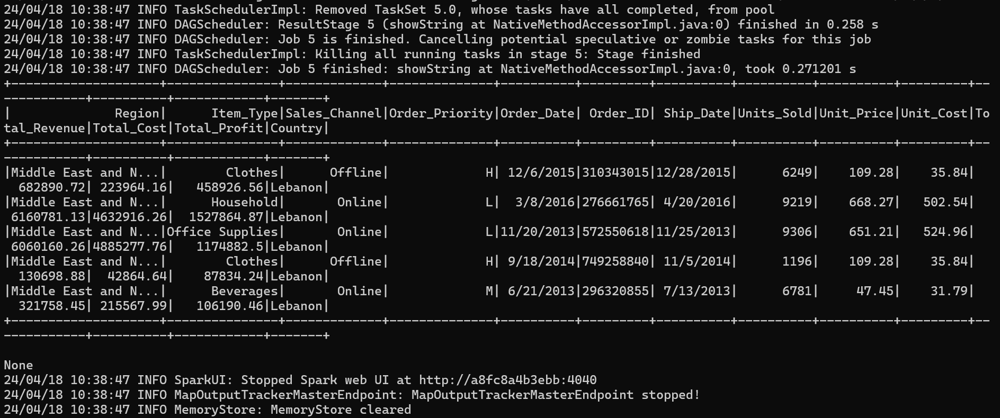 24/04/18 10:38:47 INFO TaskSchedulerImpl: Removed TaskSet 5.0, whose tasks have all completed, from pool
24/04/18 10:38:47 INFO DAGScheduler: ResultStage 5 (showString at NativeMethodAccessorImpl.java:0) finished in 0.258 s
24/04/18 10:38:47 INFO DAGScheduler: Job 5 is finished. Cancelling potential speculative or zombie tasks for this job
24/04/18 10:38:47 INFO TaskSchedulerImpl: Killing all running tasks in stage 5: Stage finished
24/04/18 10:38:47 INFO DAGScheduler: Job 5 finished: showString at NativeMethodAccessorImpl.java:0, took 0.271201 s
+--------------------+---------------+-------------+--------------+----------+---------+----------+----------+----------+---------+--
-----------+----------+------------+-------+
|              Region|      Item_Type|Sales_Channel|Order_Priority|Order_Date| Order_ID| Ship_Date|Units_Sold|Unit_Price|Unit_Cost|To
tal_Revenue|Total_Cost|Total_Profit|Country|
+--------------------+---------------+-------------+--------------+----------+---------+----------+----------+----------+---------+--
-----------+----------+------------+-------+
|Middle East and N...|        Clothes|      Offline|             H| 12/6/2015|310343015|12/28/2015|      6249|    109.28|    35.84|
  682890.72| 223964.16|   458926.56|Lebanon|
|Middle East and N...|      Household|       Online|             L|  3/8/2016|276661765| 4/20/2016|      9219|    668.27|   502.54|
 6160781.13|4632916.26|  1527864.87|Lebanon|
|Middle East and N...|Office Supplies|       Online|             L|11/20/2013|572550618|11/25/2013|      9306|    651.21|   524.96|
 6060160.26|4885277.76|   1174882.5|Lebanon|
|Middle East and N...|        Clothes|      Offline|             H| 9/18/2014|749258840| 11/5/2014|      1196|    109.28|    35.84|
  130698.88|  42864.64|    87834.24|Lebanon|
|Middle East and N...|      Beverages|       Online|             M| 6/21/2013|296320855| 7/13/2013|      6781|     47.45|    31.79|
  321758.45| 215567.99|   106190.46|Lebanon|
+--------------------+---------------+-------------+--------------+----------+---------+----------+----------+----------+---------+--
-----------+----------+------------+-------+
None
24/04/18 10:38:47 INFO SparkUI: Stopped Spark web UI at http://a8fc8a4b3ebb:4040
24/04/18 10:38:47 INFO MapOutputTrackerMasterEndpoint: MapOutputTrackerMasterEndpoint stopped!
24/04/18 10:38:47 INFO MemoryStore: MemoryStore cleared